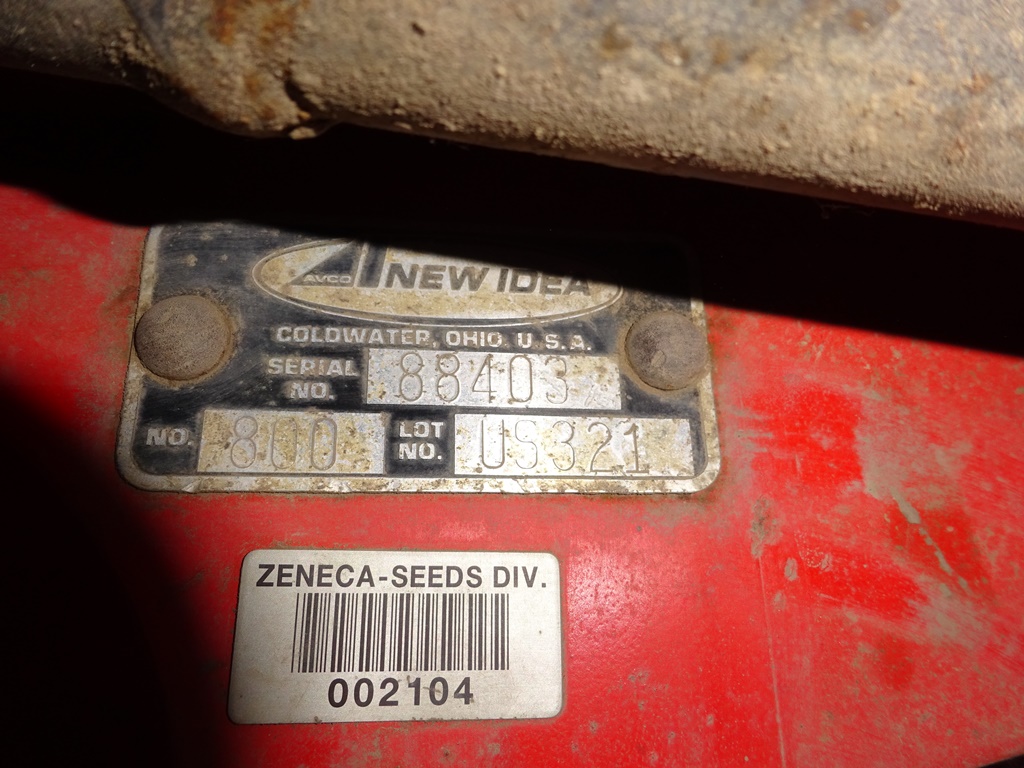 AVCO NEW IDEA
COLDWATER, OHIO U.S.A.
SERIAL NO. 88403
NO. 800 LOT NO. US321
ZENECA-SEEDS DIV.
002104